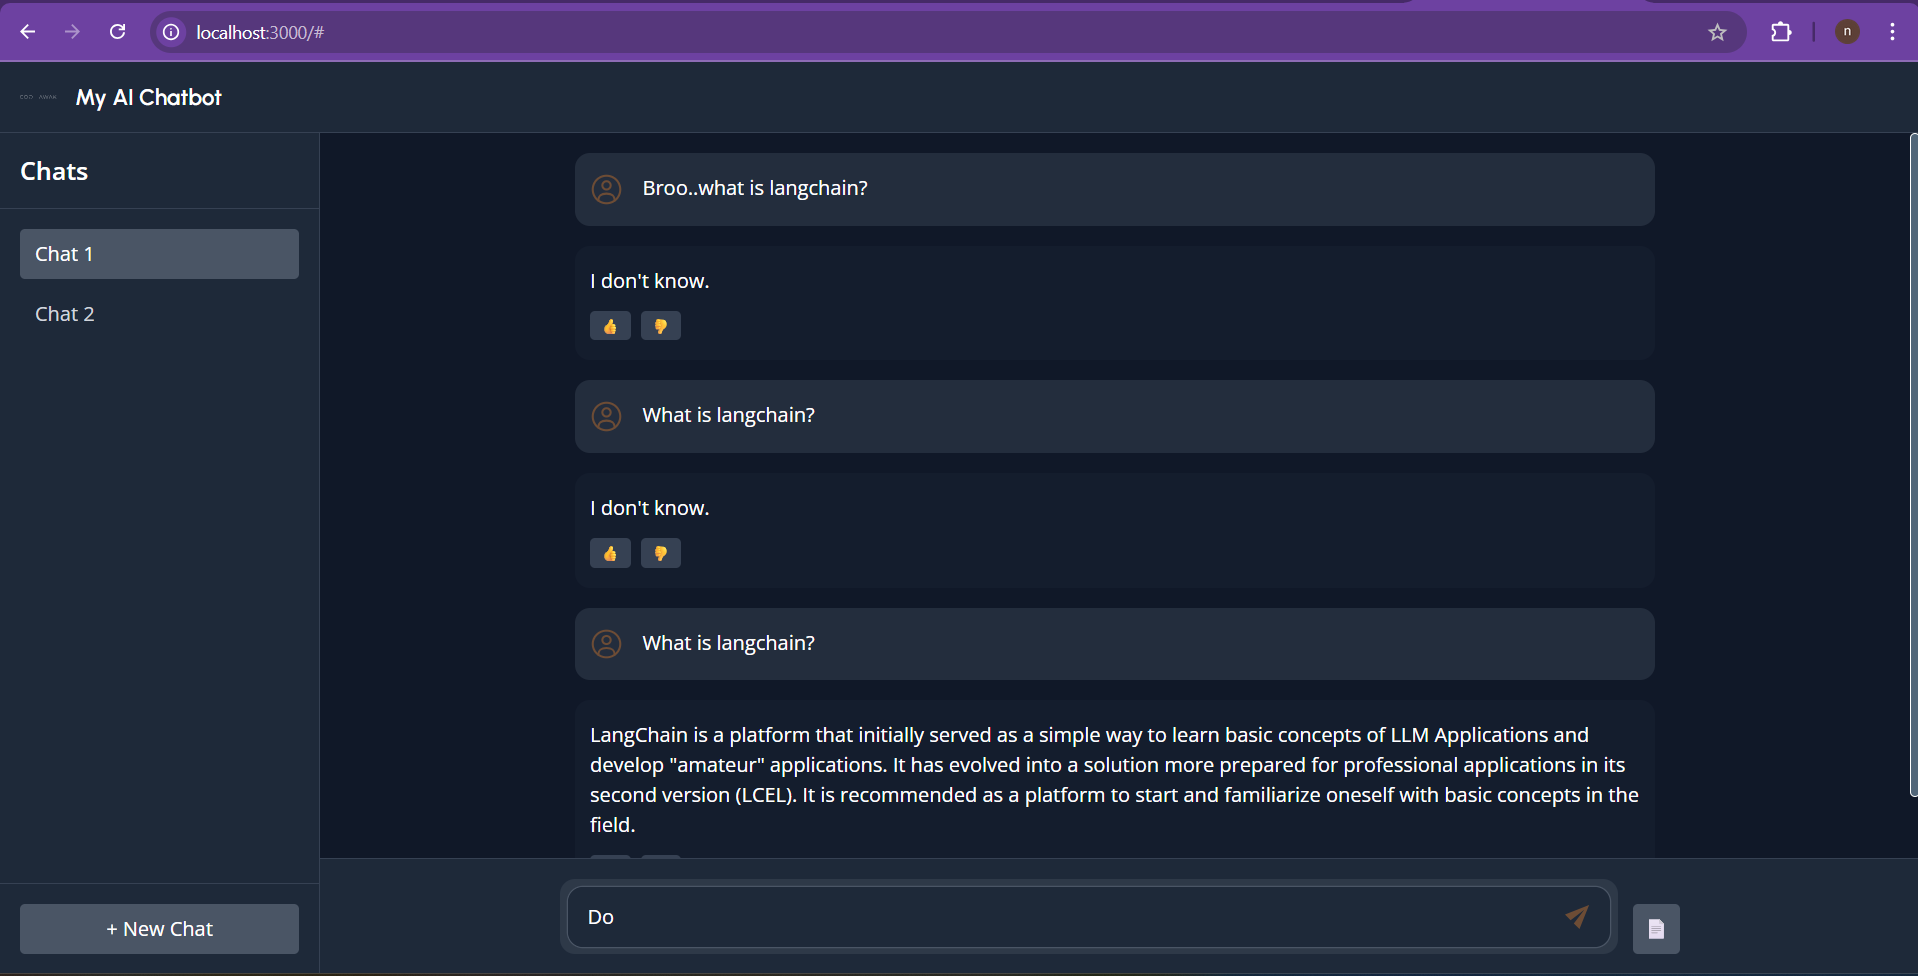 localhost:3000/#
n
My AI Chatbot
Chats
Chat 1
Chat 2
+ New Chat
Broo..what is langchain?
I don't know.
What is langchain?
I don't know.
What is langchain?
LangChain is a platform that initially served as a simple way to learn basic concepts of LLM Applications and
develop "amateur" applications. It has evolved into a solution more prepared for professional applications in its
second version (LCEL). It is recommended as a platform to start and familiarize oneself with basic concepts in the
field.
Do